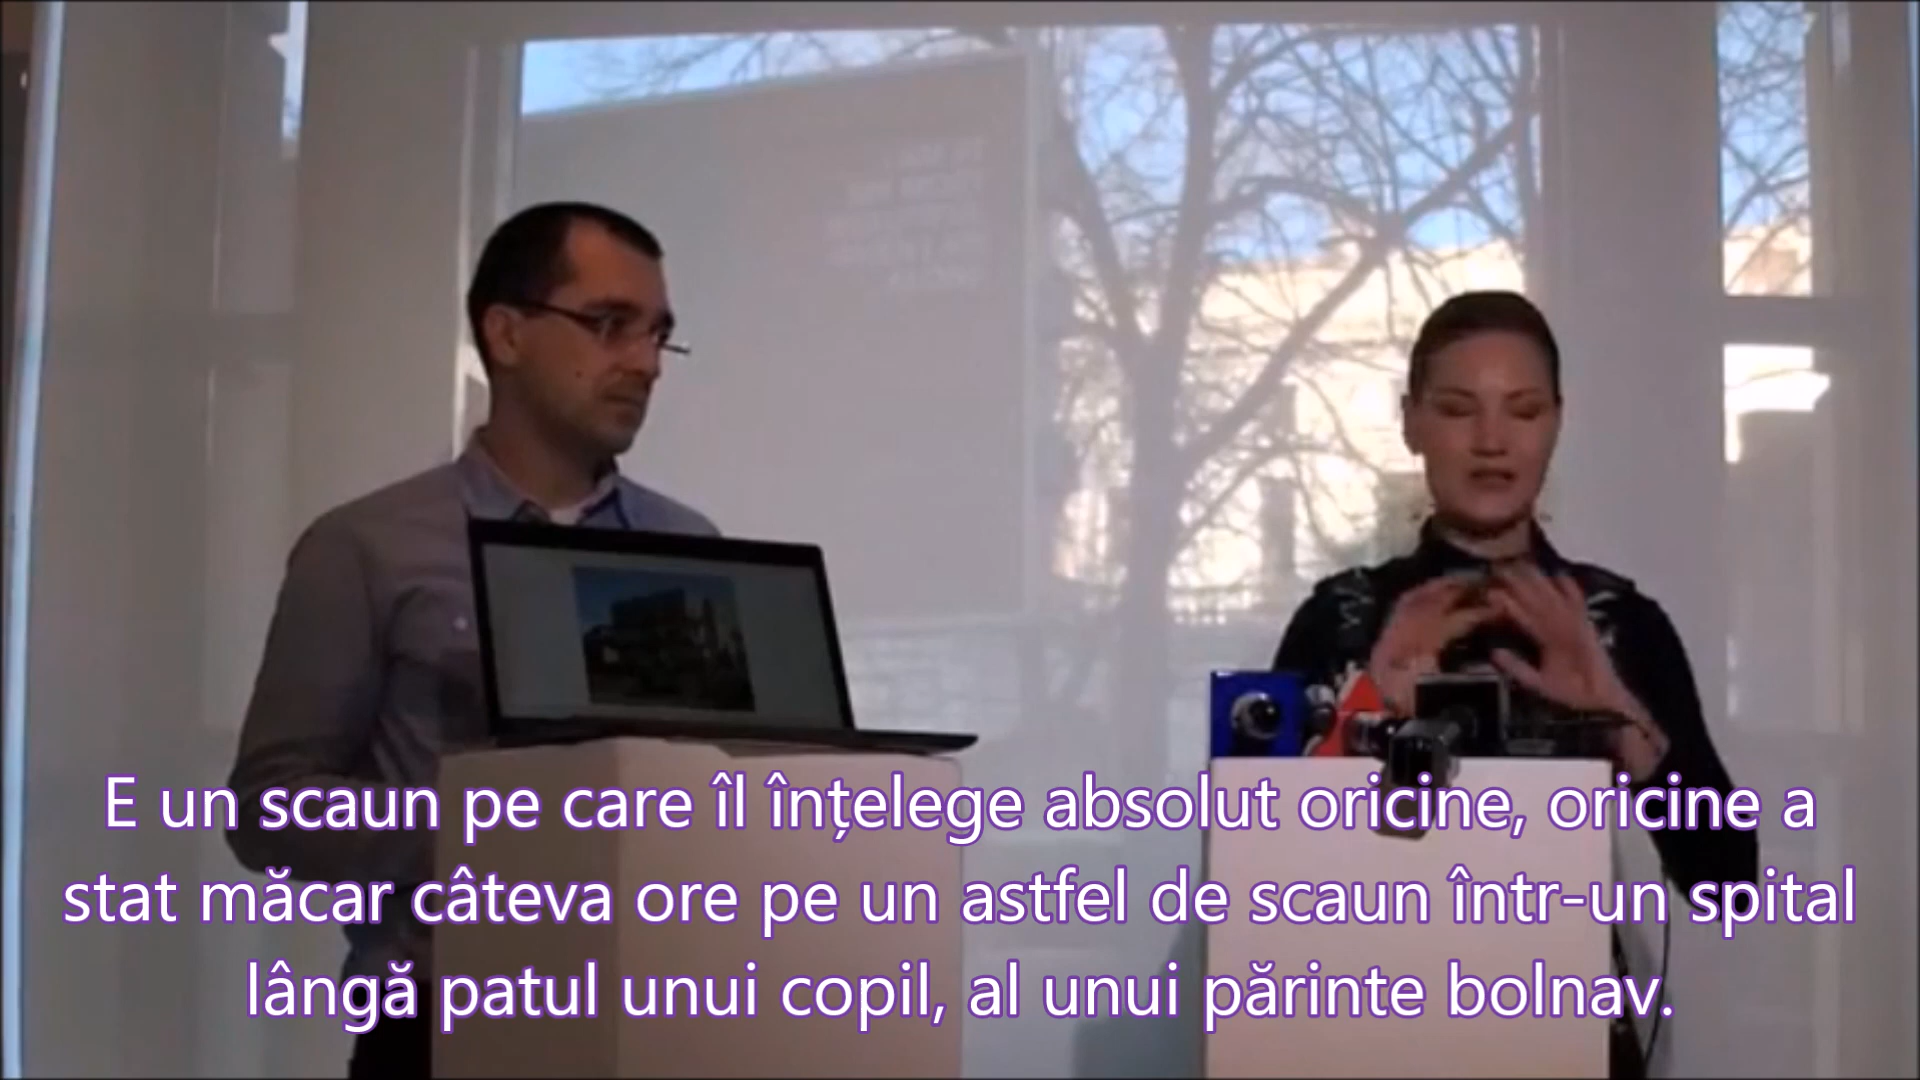 E un scaun pe care îl înțelege absolut oricine, oricine a
stat măcar câteva ore pe un astfel de scaun într-un spital
lângă patul unui copil, al unui părinte bolnav.